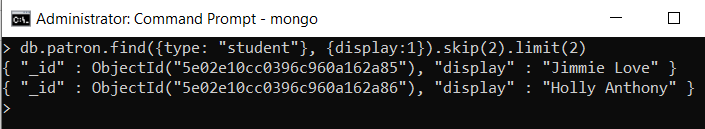 Administrator: Command Prompt - mongo
> db.patron.find({type: "student"}, {display:1}).skip(2).limit(2)
{ "_id" : ObjectId("5e02e10cc0396c960a162a85"), "display" : "Jimmie Love" }
{ "_id" : ObjectId("5e02e10cc0396c960a162a86"), "display" : "Holly Anthony" }
>